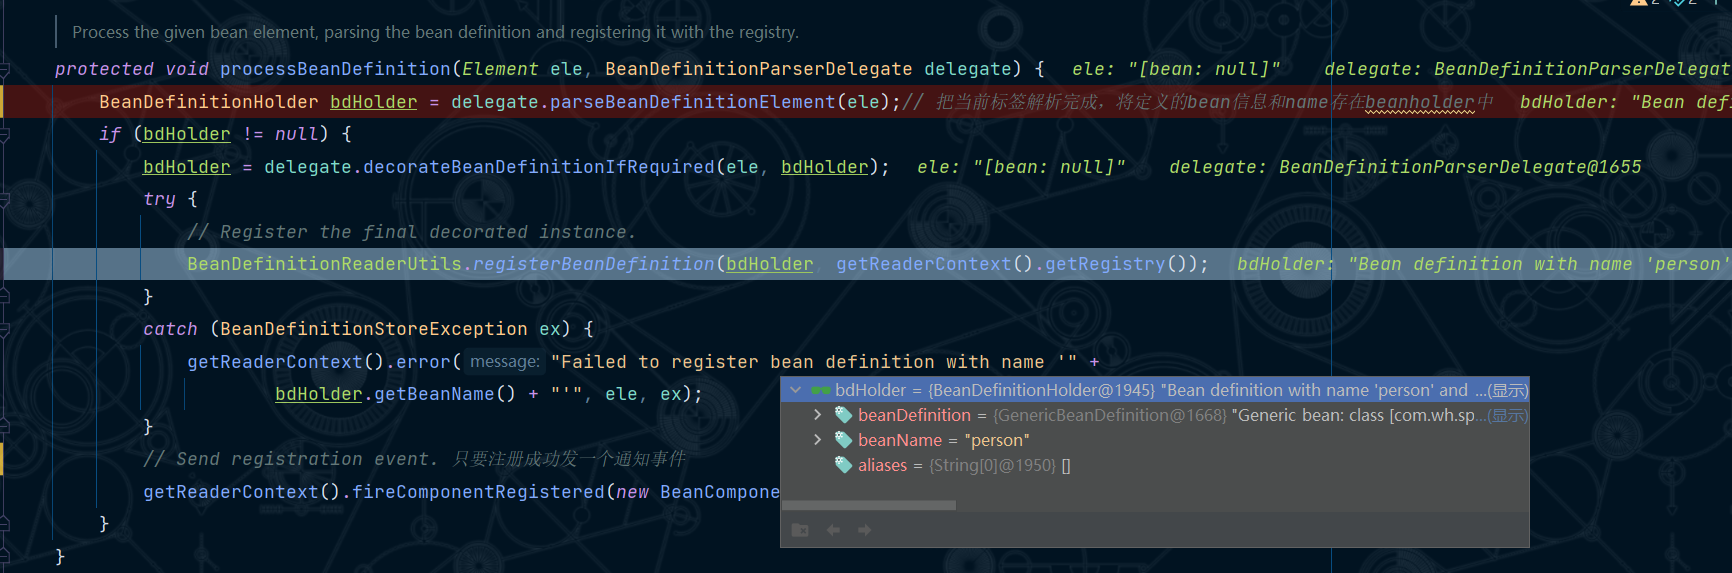 2 2
Process the given bean element, parsing the bean definition and registering it with the registry.
protected void processBeanDefinition(Element ele, BeanDefinitionParserDelegate delegate) { ele: "[bean: null]" delegate: BeanDefinitionParserDelegat
BeanDefinitionHolder bdHolder = delegate.parseBeanDefinitionElement(ele);// 把当前标签解析完成，将定义的bean信息和name存在beanholder中 bdHolder: "Bean defi
if (bdHolder != null) {
bdHolder = delegate.decorateBeanDefinitionIfRequired(ele, bdHolder); ele: "[bean: null]" delegate: BeanDefinitionParserDelegate@1655
try {
// Register the final decorated instance.
BeanDefinitionReaderUtils.registerBeanDefinition(bdHolder, getReaderContext().getRegistry()); bdHolder: "Bean definition with name 'person'
}
catch (BeanDefinitionStoreException ex) {
getReaderContext().error( message: "Failed to register bean definition with name '" +
bdHolder.getBeanName() + "'", ele, ex);
}
// Send registration event. 只要注册成功发一个通知事件
getReaderContext().fireComponentRegistered(new BeanCompone
}
}
bdHolder = {BeanDefinitionHolder@1945} "Bean definition with name 'person' and ...(显示)
beanDefinition = {GenericBeanDefinition@1668} "Generic bean: class [com.wh.sp...(显示)
beanName = "person"
aliases = {String[0]@1950} []